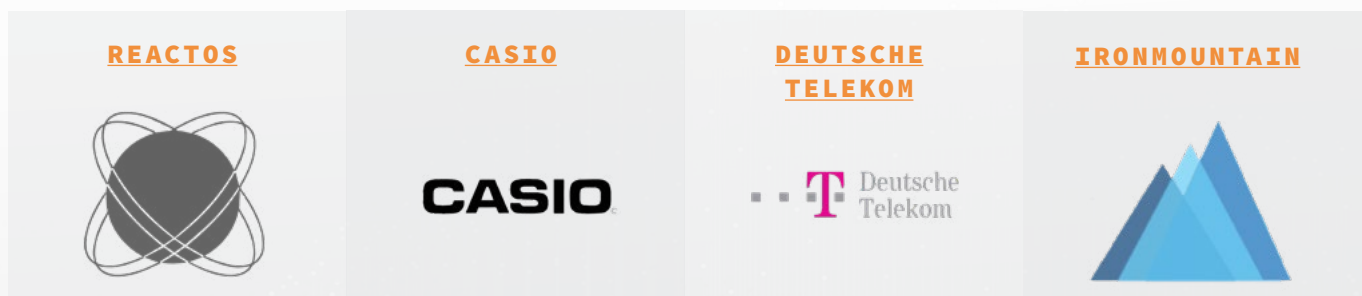 REACTOS
CASIO
DEUTSCHE
TELEKOM
IRONMOUNTAIN
CASIO
T Deutsche
Telekom